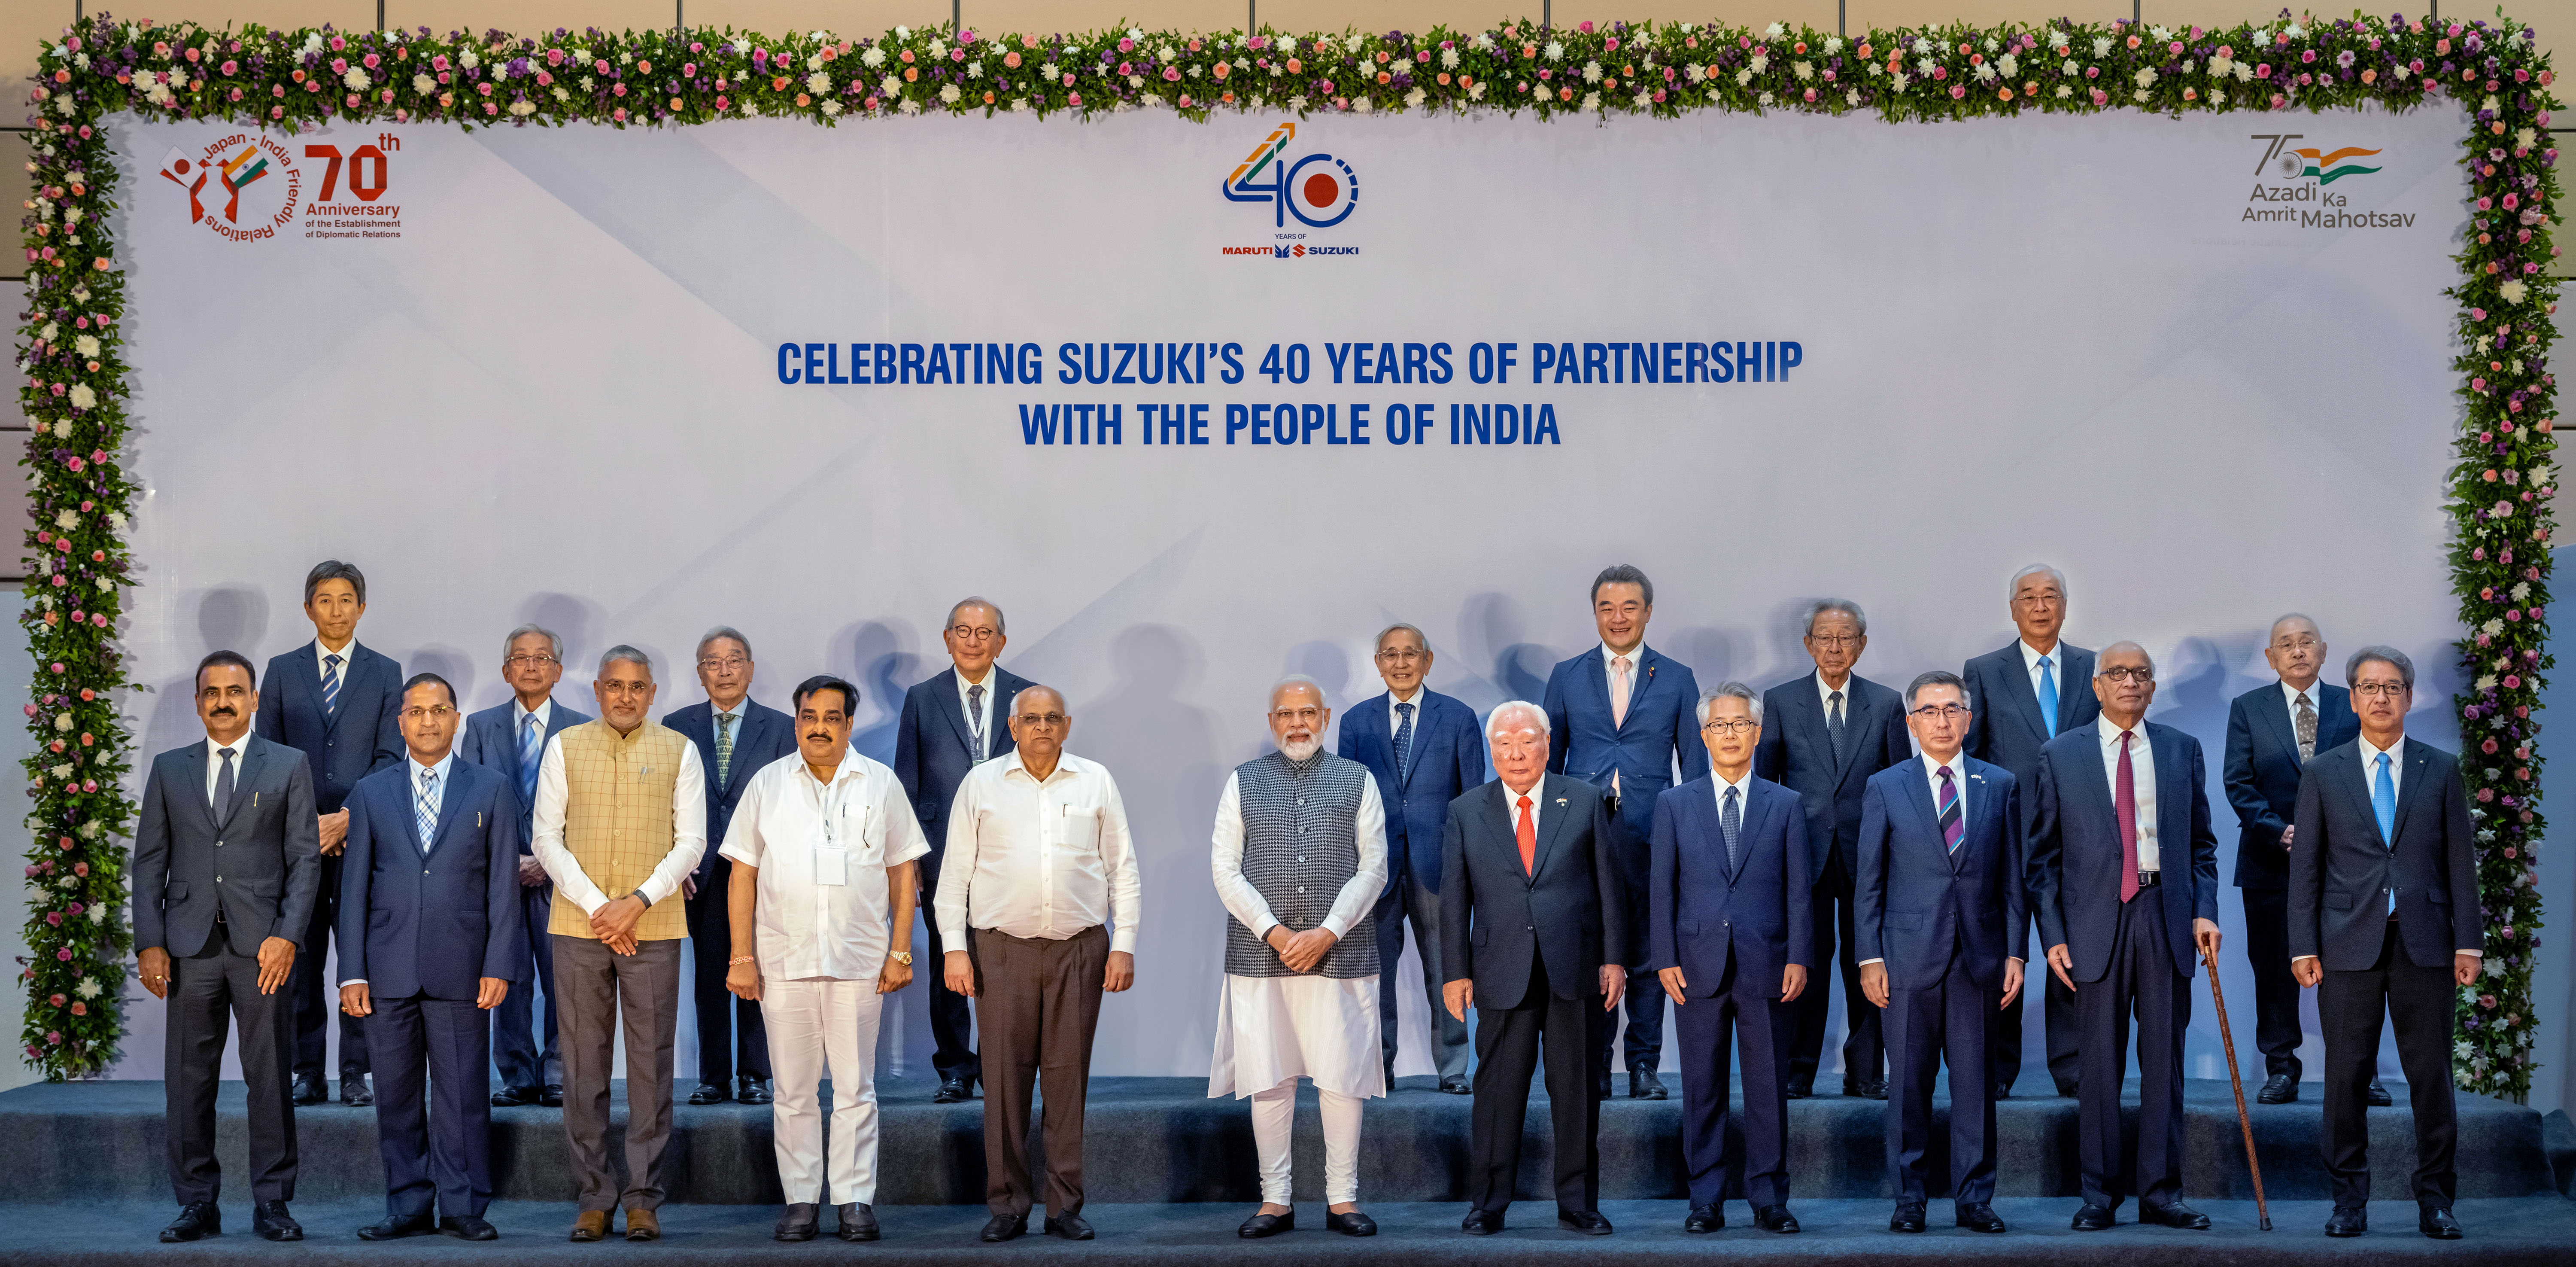 Japan - India Friendly Relations
70th
Anniversary
of the Establishment
of Diplomatic Relations
40
YEARS OF
MARUTI SUZUKI
75
Azadi Ka
Amrit Mahotsav
CELEBRATING SUZUKI'S 40 YEARS OF PARTNERSHIP
WITH THE PEOPLE OF INDIA